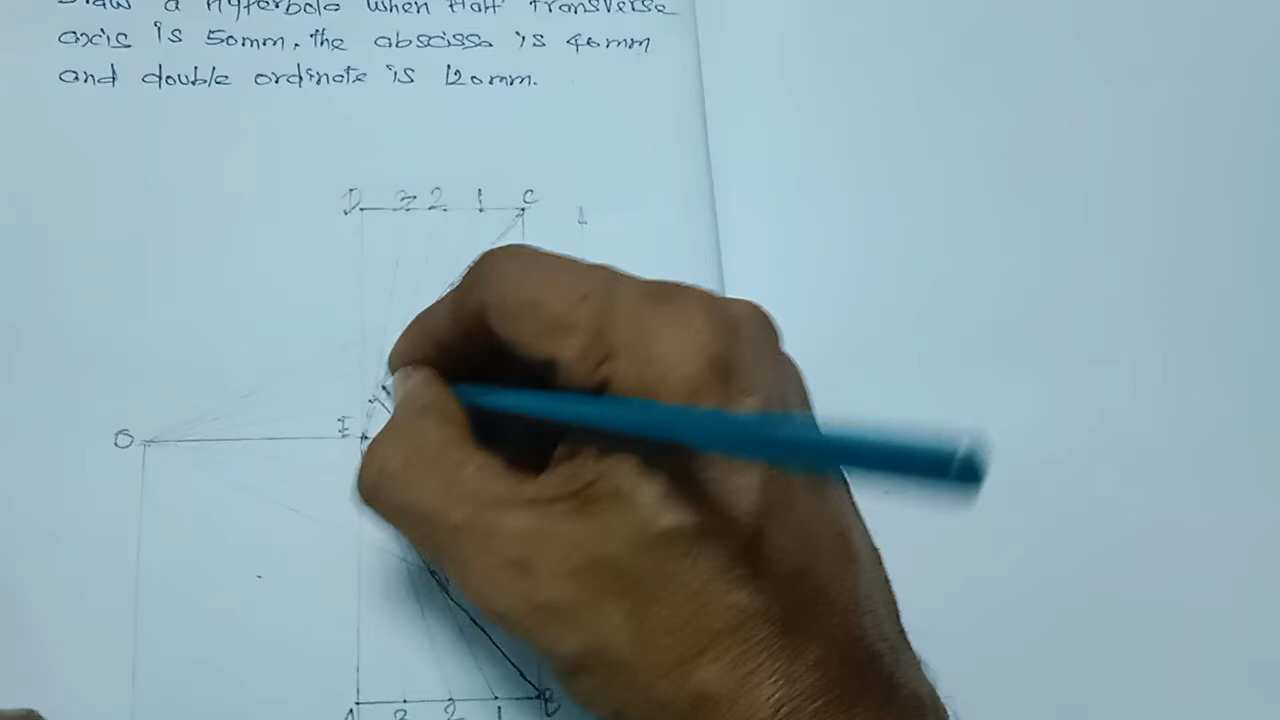 Draw a Hyperbola when Half Transverse
axis is 50mm, the abscissa is 40mm
and double ordinate is 120mm.
D 3 2 1 C
O E
A 3 2 1 B